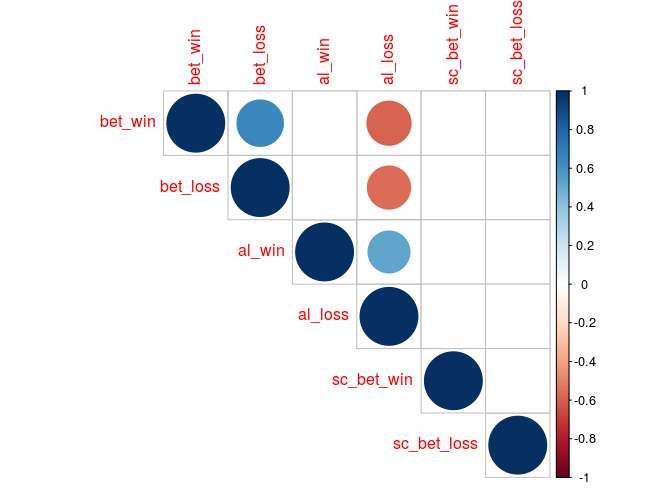 bet_win
bet_loss
al_win
al_loss
sc_bet_win
sc_bet_loss
bet_win
bet_loss
al_win
al_loss
sc_bet_win
sc_bet_loss
1
0.8
0.6
0.4
0.2
0
-0.2
-0.4
-0.6
-0.8
-1